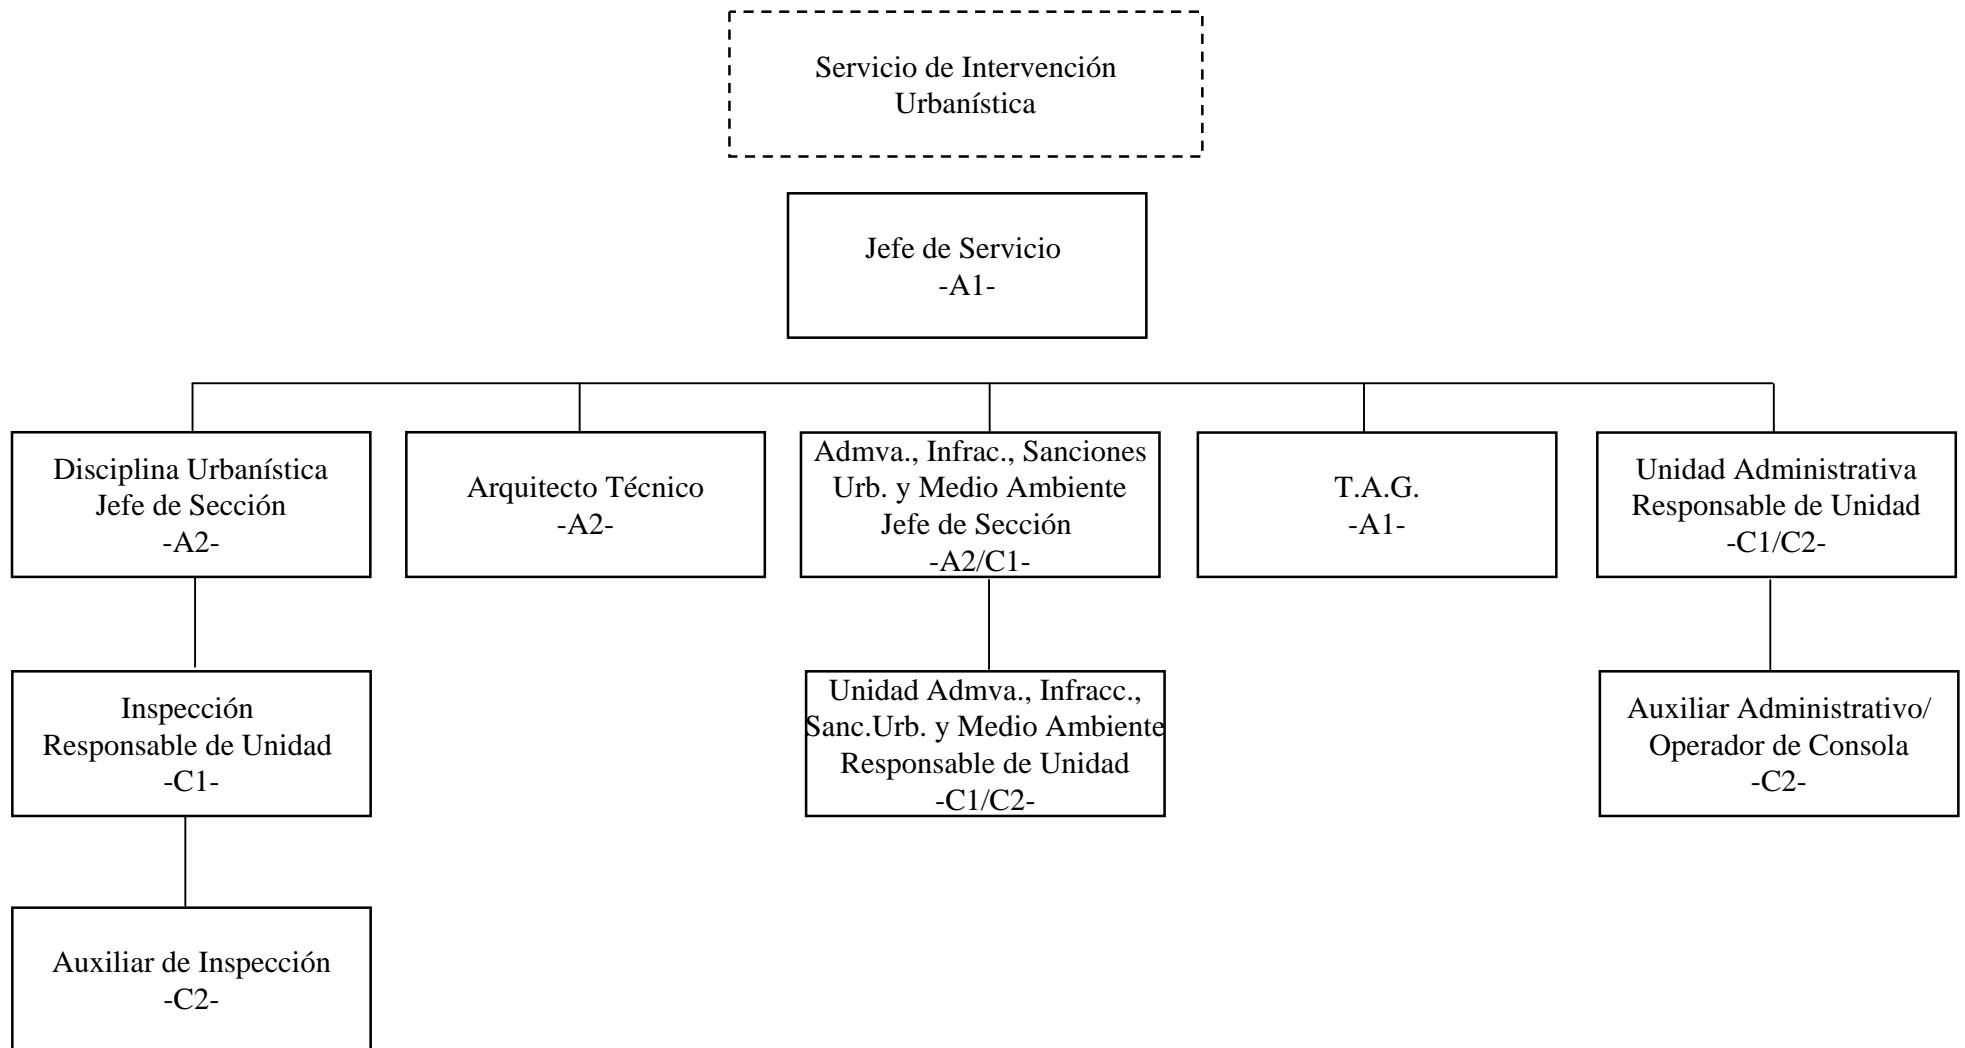 Servicio de Intervención
Urbanística
Jefe de Servicio
-A1-
Disciplina Urbanística
Jefe de Sección
-A2-
Arquitecto Técnico
-A2-
Admva., Infrac., Sanciones
Urb. y Medio Ambiente
Jefe de Sección
-A2/C1-
T.A.G.
-A1-
Unidad Administrativa
Responsable de Unidad
-C1/C2-
Inspección
Responsable de Unidad
-C1-
Unidad Admva., Infracc.,
Sanc.Urb. y Medio Ambiente
Responsable de Unidad
-C1/C2-
Auxiliar Administrativo/
Operador de Consola
-C2-
Auxiliar de Inspección
-C2-